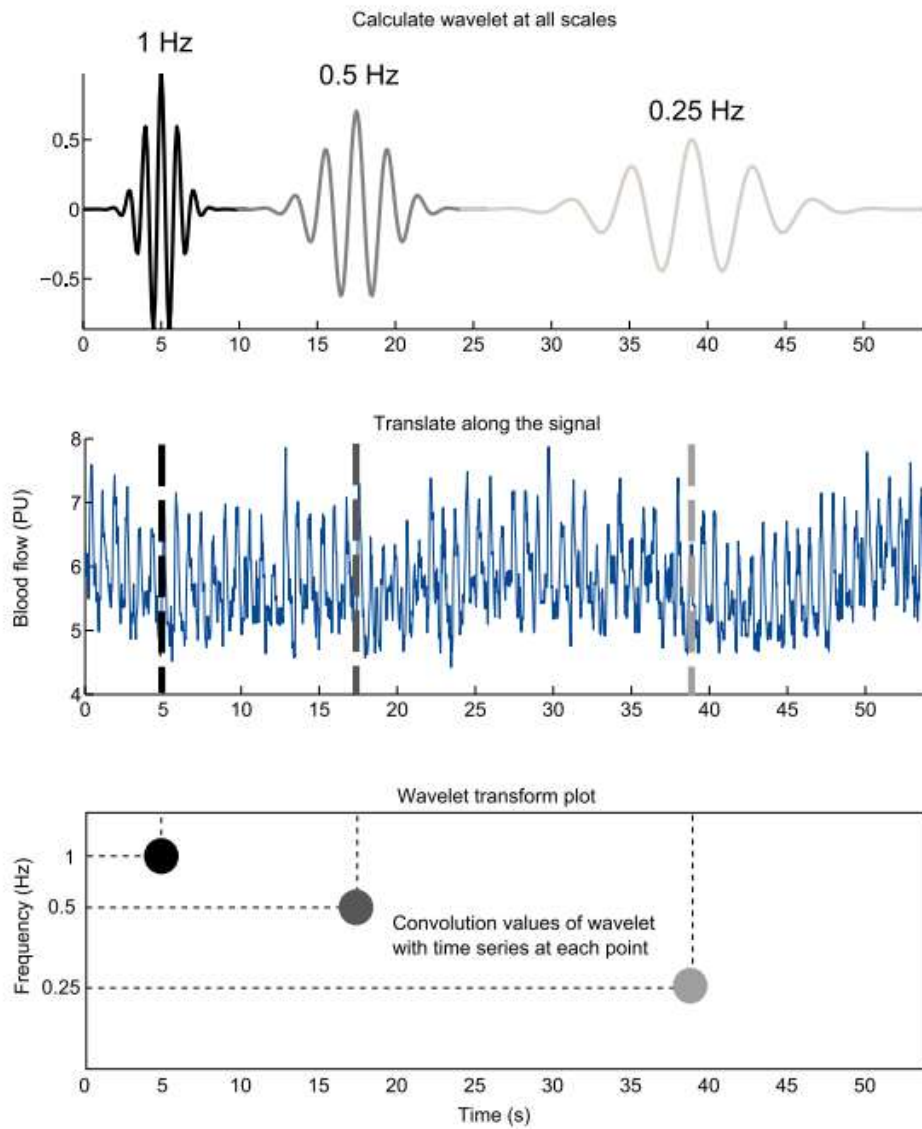 Calculate wavelet at all scales
1 Hz
0.5 Hz
0.25 Hz
0.5
0
−0.5
0 5 10 15 20 25 30 35 40 45 50
Translate along the signal
Blood flow (PU)
8
7
6
5
4
0 5 10 15 20 25 30 35 40 45 50
Wavelet transform plot
Frequency (Hz)
1
0.5
0.25
Convolution values of wavelet
with time series at each point
0 5 10 15 20 25 30 35 40 45 50
Time (s)